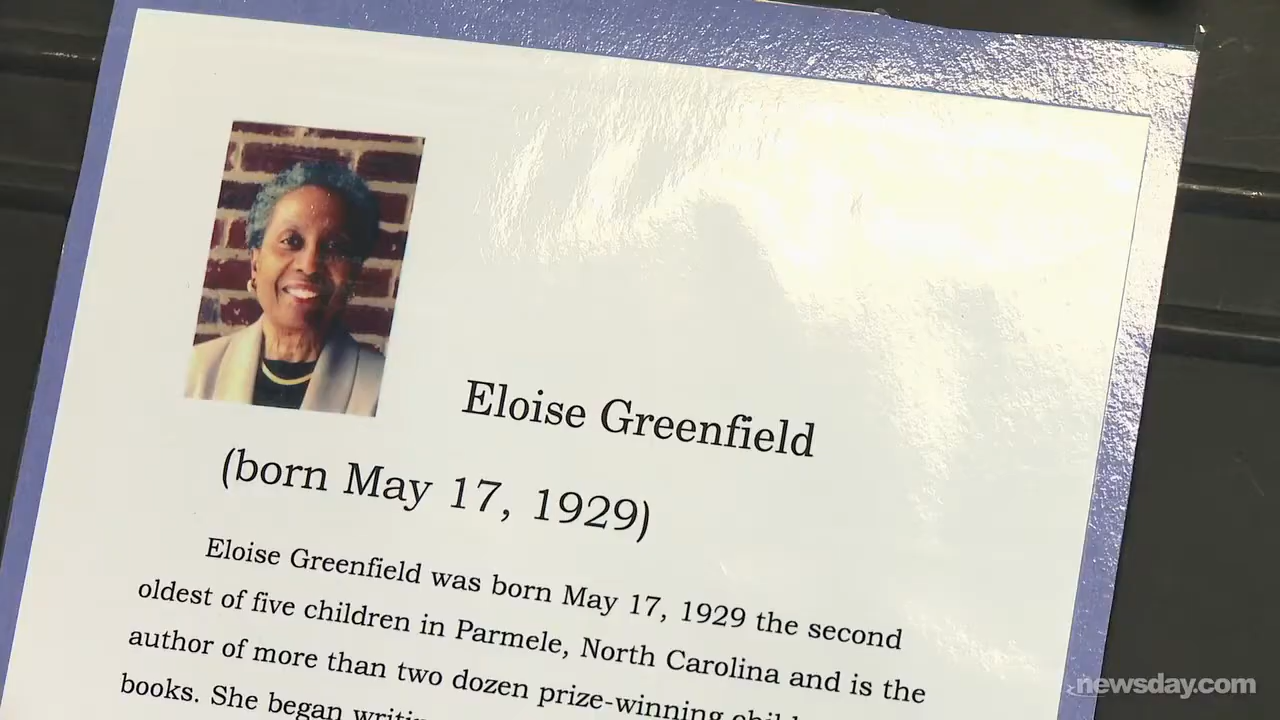 Eloise Greenfield
(born May 17, 1929)
Eloise Greenfield was born May 17, 1929 the second
oldest of five children in Parmele, North Carolina and is the
author of more than two dozen prize-winning
books. She began
newsday.com